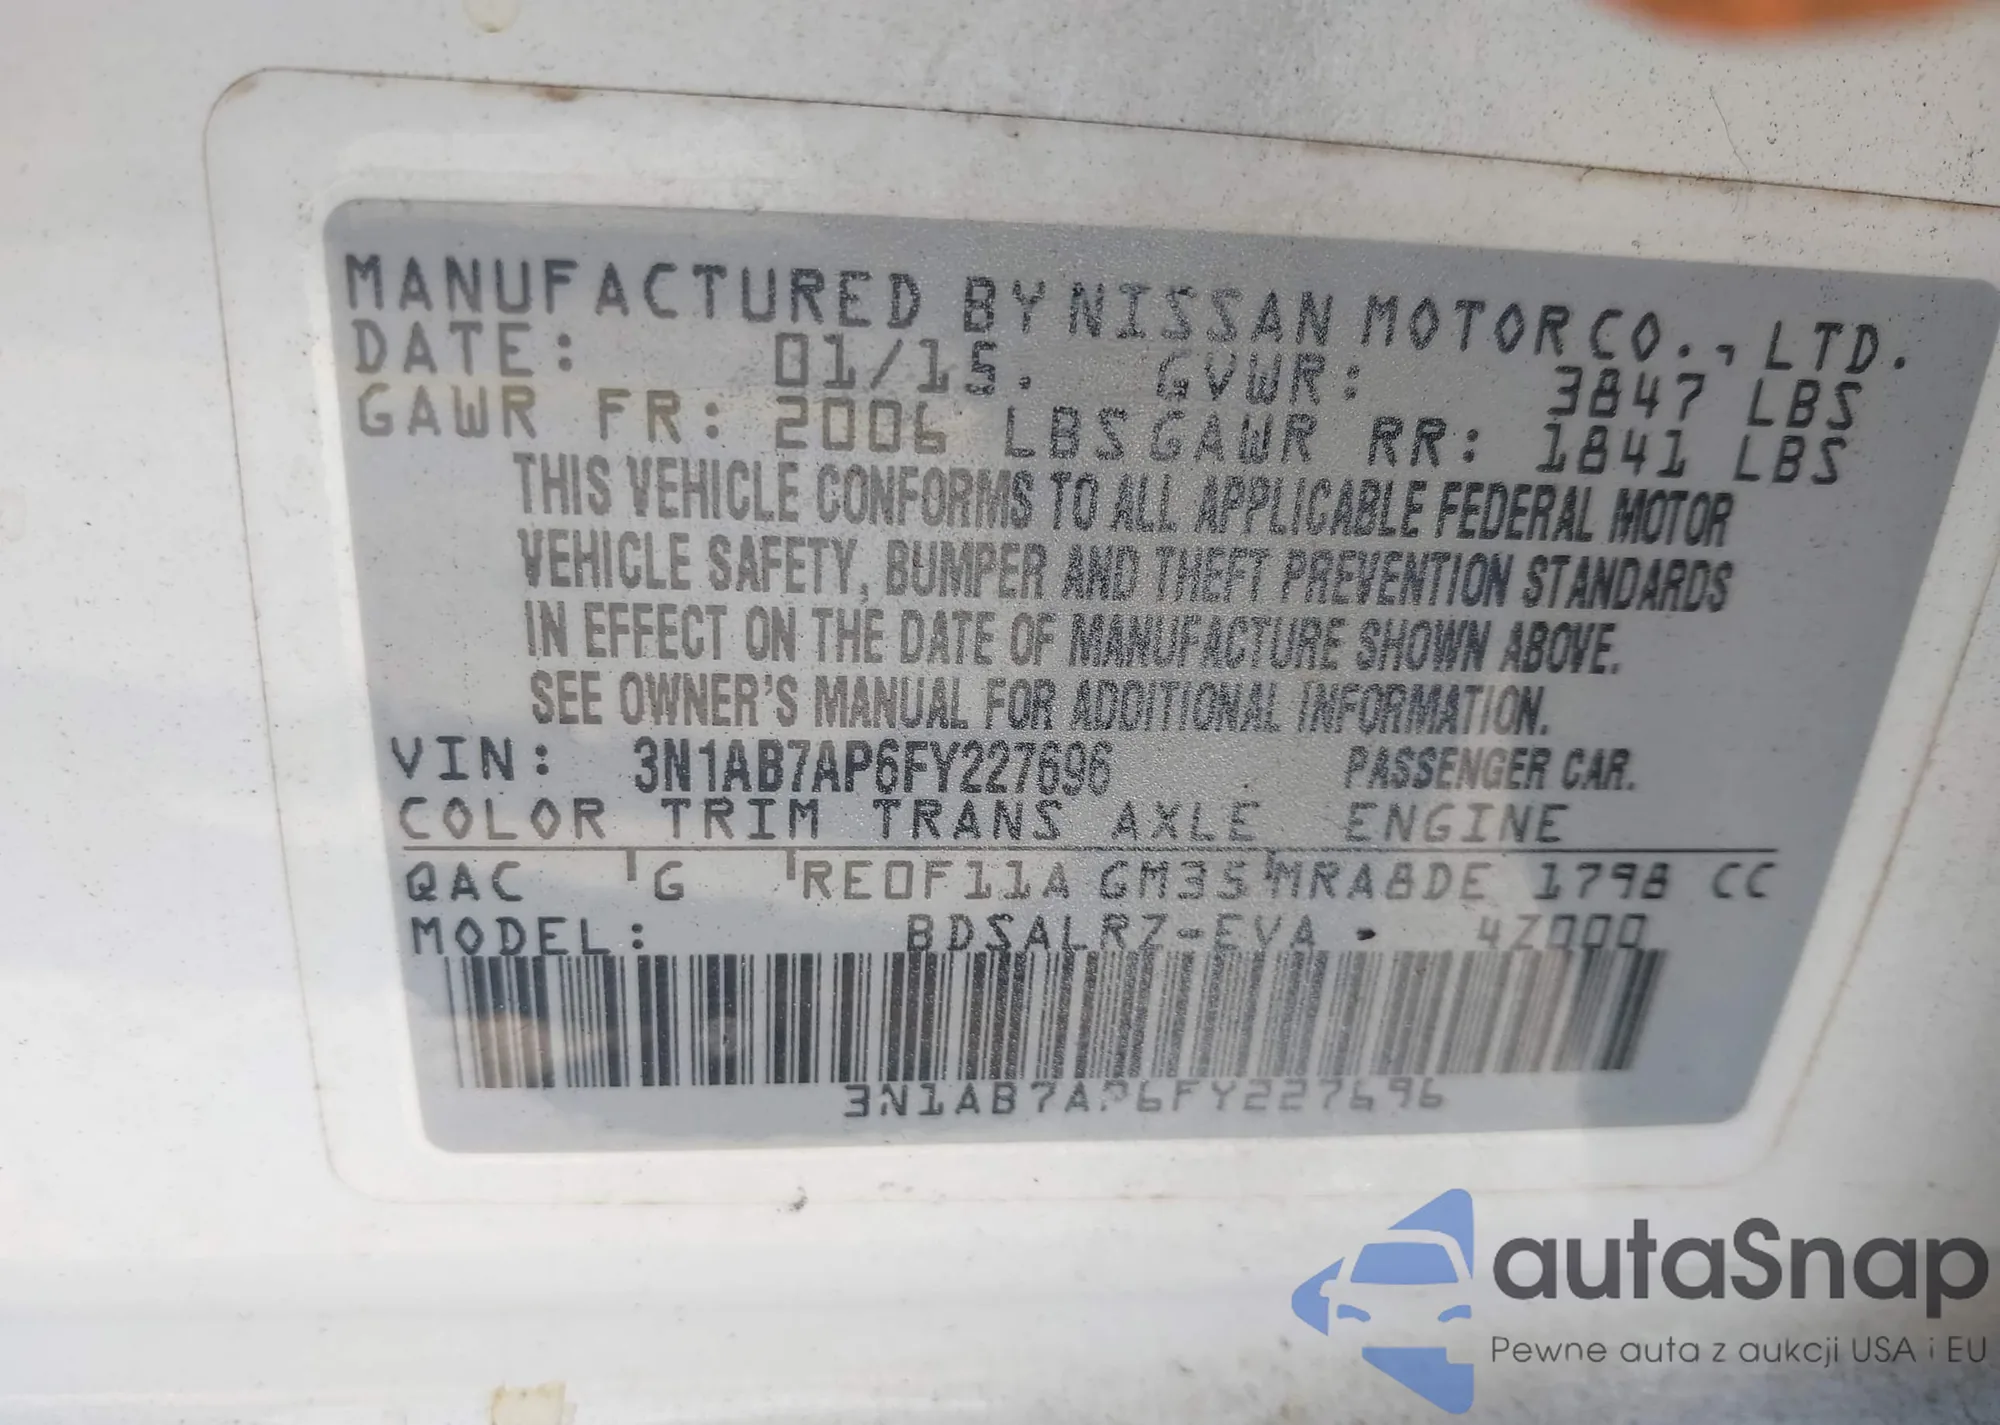 MANUFACTURED BY NISSAN MOTOR CO., LTD.
DATE: 01/15. GVWR: 3847 LBS
GAWR FR: 2006 LBS GAWR RR: 1841 LBS
THIS VEHICLE CONFORMS TO ALL APPLICABLE FEDERAL MOTOR
VEHICLE SAFETY, BUMPER AND THEFT PREVENTION STANDARDS
IN EFFECT ON THE DATE OF MANUFACTURE SHOWN ABOVE.
SEE OWNER'S MANUAL FOR ADDITIONAL INFORMATION.
VIN: 3N1AB7AP6FY227696 PASSENGER CAR.
COLOR TRIM TRANS AXLE ENGINE
QAC G RE0F11A GM35 MRA8DE 1798 CC
MODEL: BDSALRZ-EVA - 4Z000
3N1AB7AP6FY227696
autaSnap
Pewne auta z aukcji USA i EU